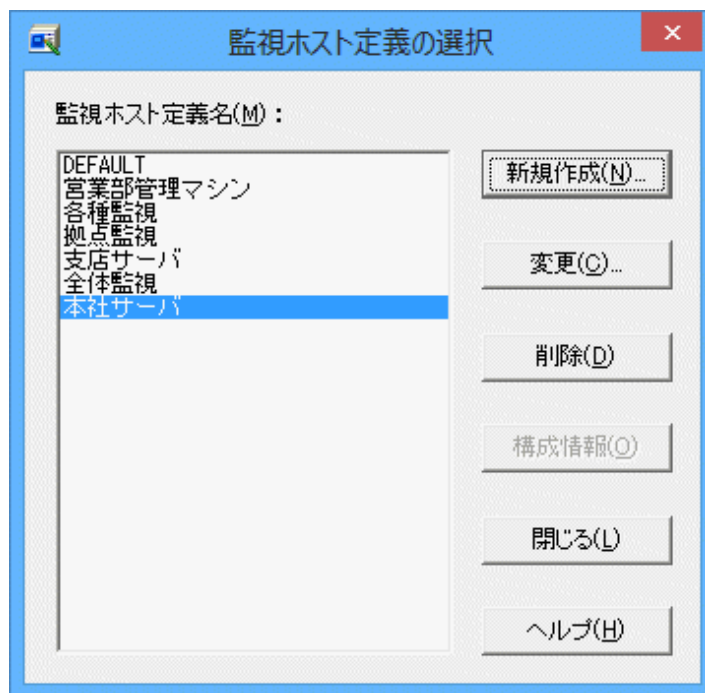 監視ホスト定義の選択
監視ホスト定義名(M)：
DEFAULT
営業部管理マシン
各種監視
拠点監視
支店サーバ
全体監視
本社サーバ
新規作成(N)...
変更(C)...
削除(D)
構成情報(O)
閉じる(L)
ヘルプ(H)